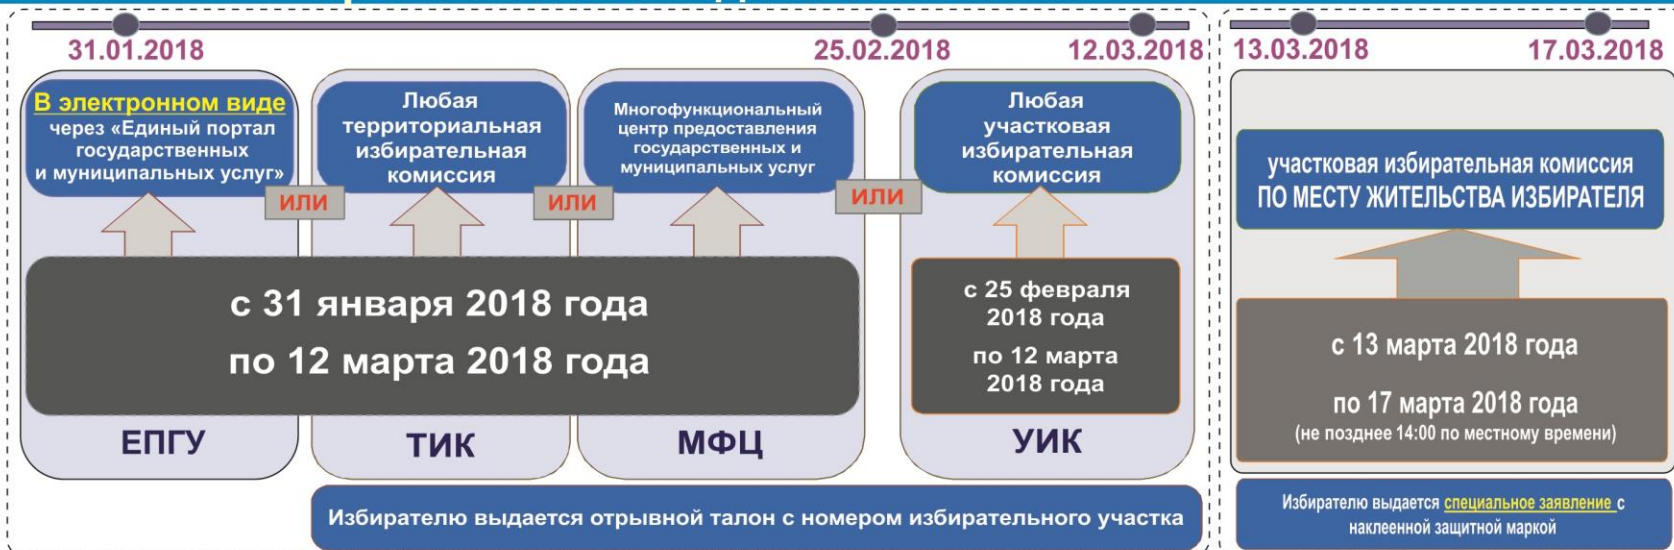 31.01.2018
25.02.2018
12.03.2018
13.03.2018
17.03.2018
В электронном виде
через «Единый портал
государственных
и муниципальных услуг»
ИЛИ
Любая
территориальная
избирательная
комиссия
ИЛИ
Многофункциональный
центр предоставления
государственных и
муниципальных услуг
ИЛИ
Любая
участковая
избирательная
комиссия
с 31 января 2018 года
по 12 марта 2018 года
с 25 февраля
2018 года
по 12 марта
2018 года
ЕПГУ
ТИК
МФЦ
УИК
Избирателю выдается отрывной талон с номером избирательного участка
участковая избирательная комиссия
ПО МЕСТУ ЖИТЕЛЬСТВА ИЗБИРАТЕЛЯ
с 13 марта 2018 года
по 17 марта 2018 года
(не позднее 14:00 по местному времени)
Избирателю выдается специальное заявление с
наклеенной защитной маркой